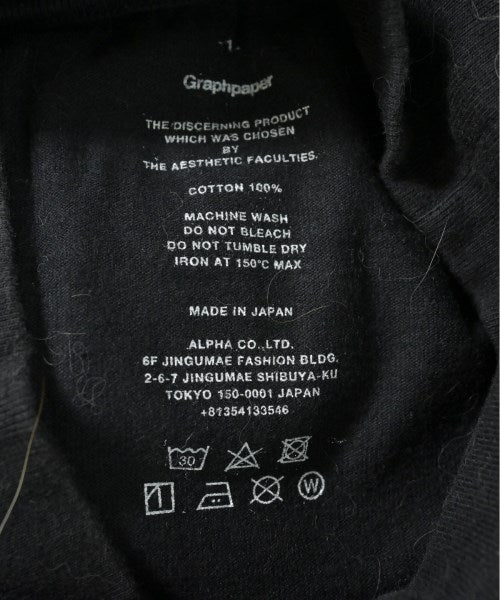 1.
Graphpaper
THE DISCERNING PRODUCT
WHICH WAS CHOSEN
BY
THE AESTHETIC FACULTIES.
COTTON 100%
MACHINE WASH
DO NOT BLEACH
DO NOT TUMBLE DRY
IRON AT 150°C MAX
MADE IN JAPAN
ALPHA CO., LTD.
6F JINGUMAE FASHION BLDG.
2-6-7 JINGUMAE SHIBUYA-KU
TOKYO 150-0001 JAPAN
+81354133546
30
W